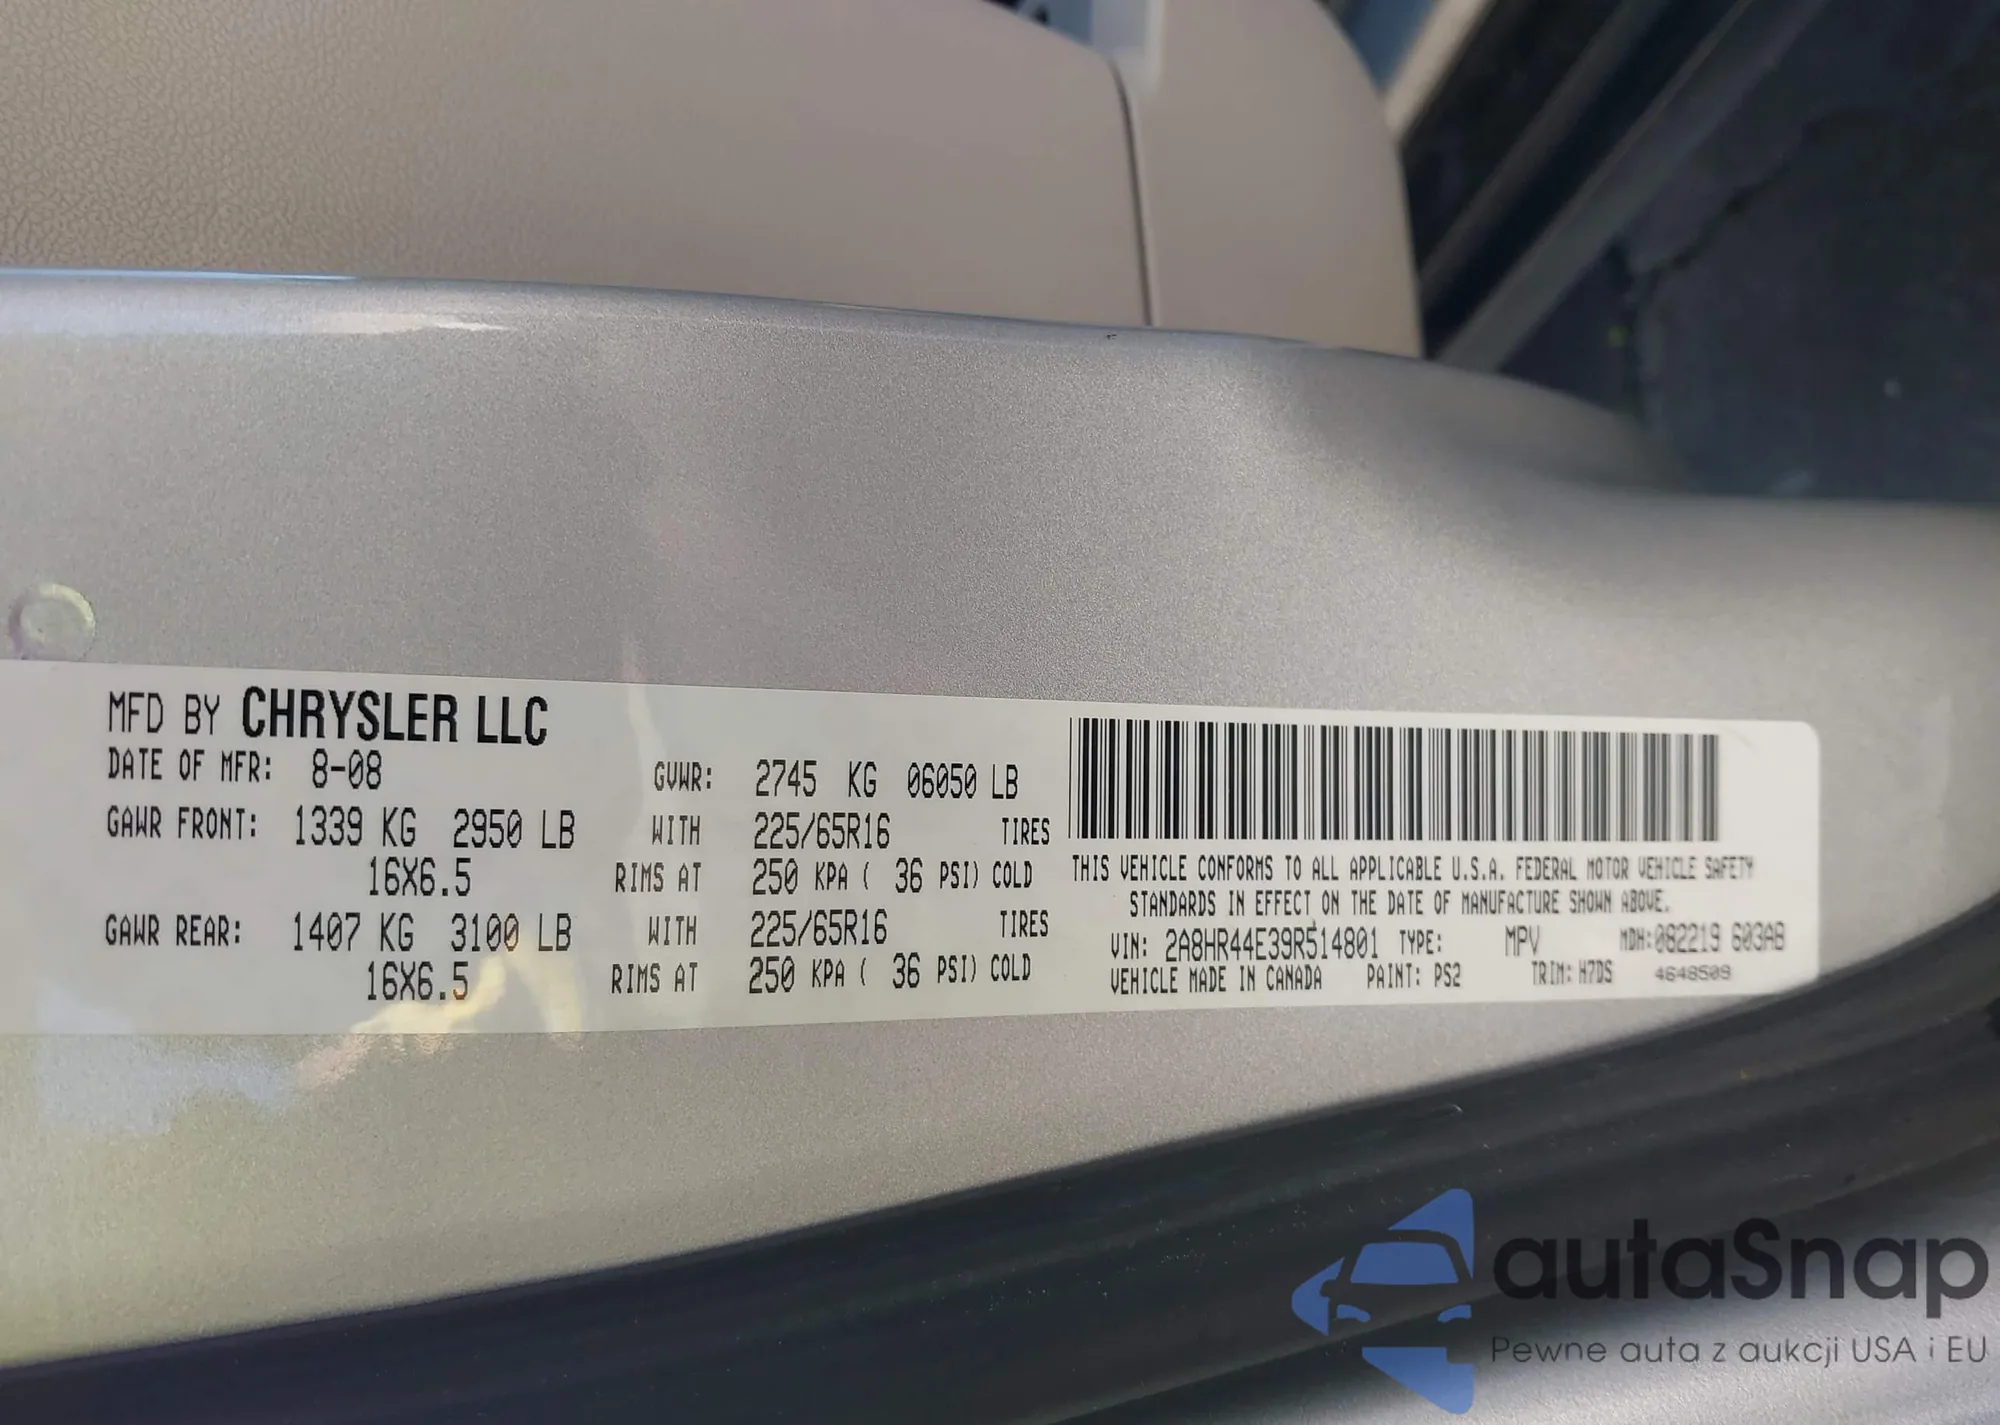 MFD BY CHRYSLER LLC
DATE OF MFR: 8-08 GVWR: 2745 KG 06050 LB
GAWR FRONT: 1339 KG 2950 LB WITH 225/65R16 TIRES
16X6.5 RIMS AT 250 KPA ( 36 PSI) COLD
GAWR REAR: 1407 KG 3100 LB WITH 225/65R16 TIRES
16X6.5 RIMS AT 250 KPA ( 36 PSI) COLD
THIS VEHICLE CONFORMS TO ALL APPLICABLE U.S.A. FEDERAL MOTOR VEHICLE SAFETY
STANDARDS IN EFFECT ON THE DATE OF MANUFACTURE SHOWN ABOVE.
VIN: 2A8HR44E39R514801 TYPE: MPV MDH:082219 603AB
VEHICLE MADE IN CANADA PAINT: PS2 TRIM: H7DS 4648509
autaSnap
Pewne auta z aukcji USA i EU